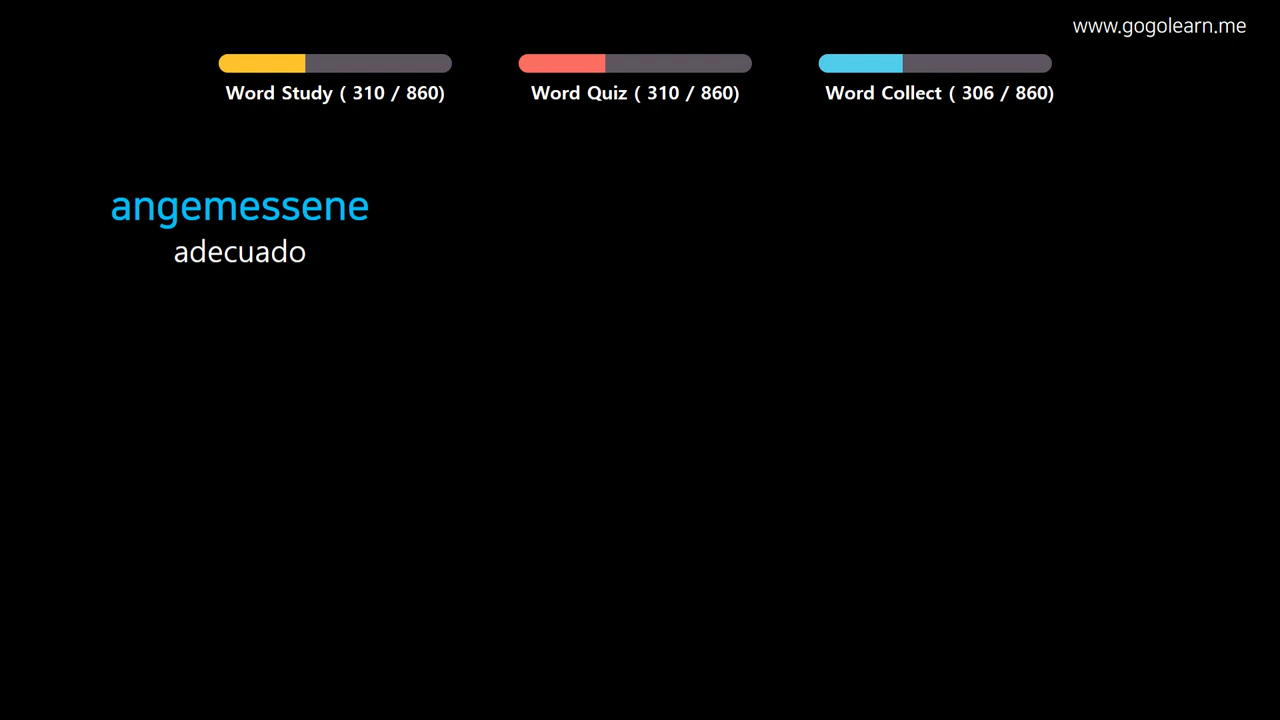 www.gogolearn.me
Word Study ( 310 / 860)
Word Quiz ( 310 / 860)
Word Collect ( 306 / 860)
angemessene
adecuado